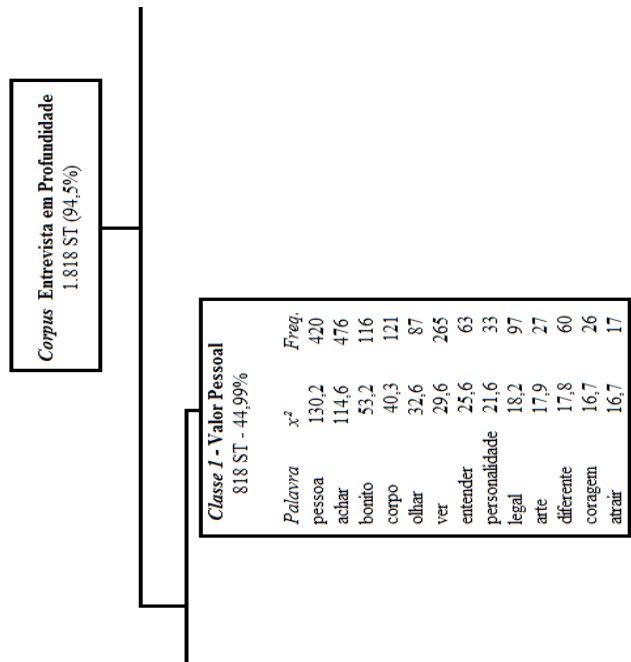 Corpus Entrevista em Profundidade
1.818 ST (94,5%)
Classe 1 - Valor Pessoal
818 ST - 44,99%
Palavra x² Freq.
pessoa 130,2 420
achar 114,6 476
bonito 53,2 116
corpo 40,3 121
olhar 32,6 87
ver 29,6 265
entender 25,6 63
personalidade 21,6 33
legal 18,2 97
arte 17,9 27
diferente 17,8 60
coragem 16,7 26
atrair 16,7 17